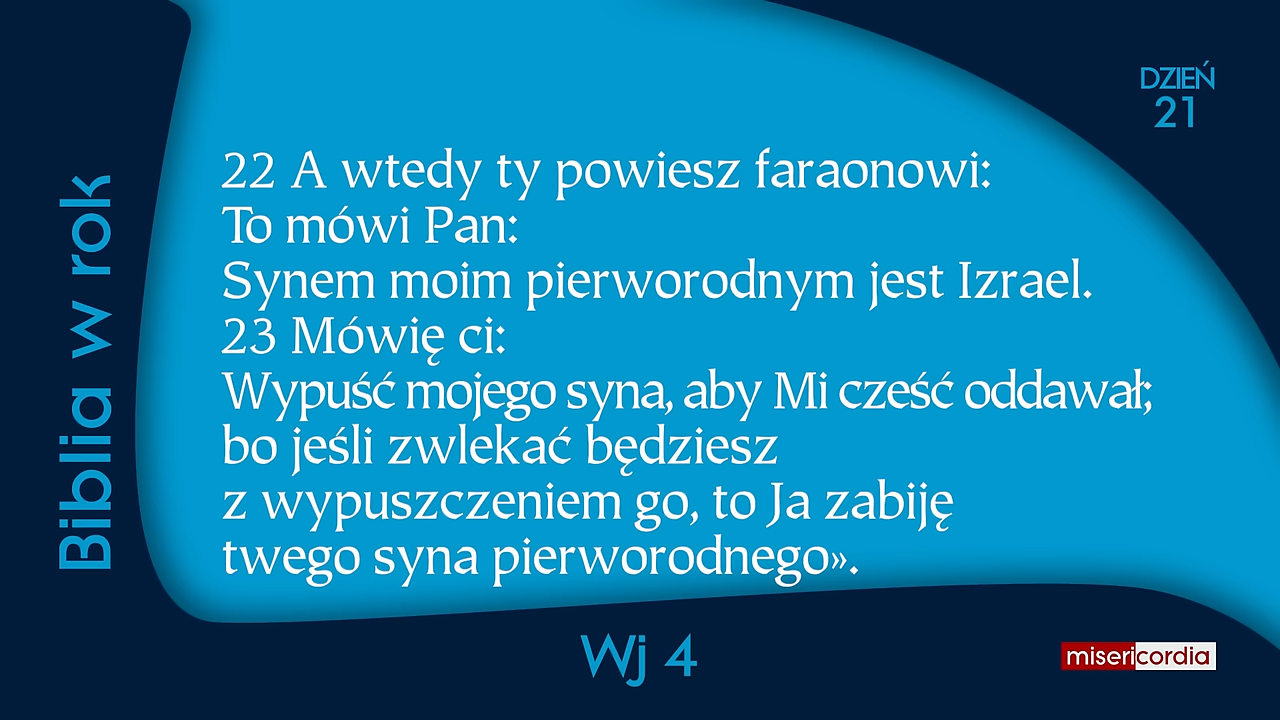 DZIEŃ
21
22 A wtedy ty powiesz faraonowi:
To mówi Pan:
Synem moim pierworodnym jest Izrael.
23 Mówię ci:
Wypuść mojego syna, aby Mi cześć oddawał;
bo jeśli zwlekać będziesz
z wypuszczeniem go, to Ja zabiję
twego syna pierworodnego».
Biblia w rok
Wj 4
misericordia